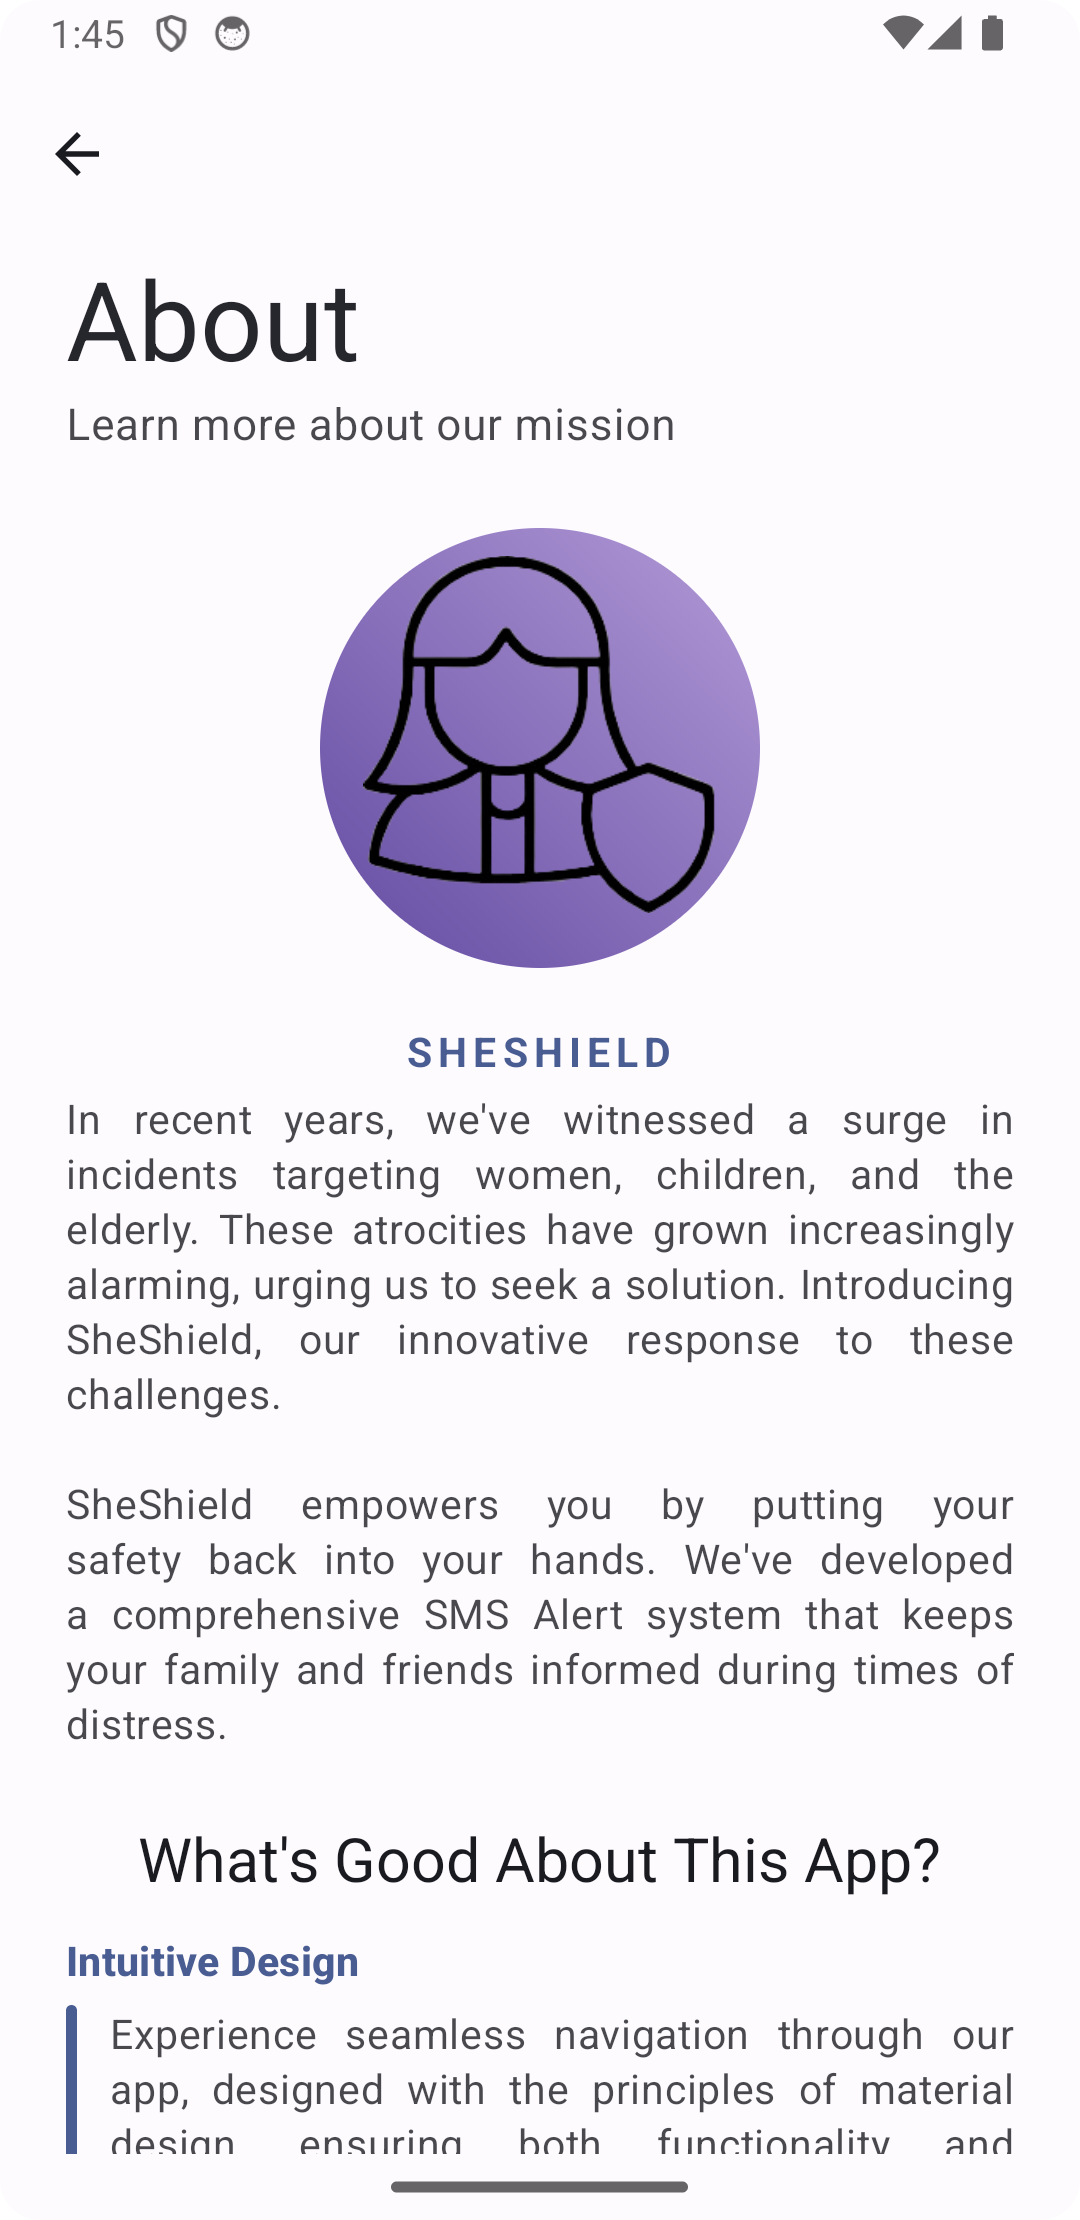 1:45
About
Learn more about our mission
SHESHIELD
In recent years, we've witnessed a surge in
incidents targeting women, children, and the
elderly. These atrocities have grown increasingly
alarming, urging us to seek a solution. Introducing
SheShield, our innovative response to these
challenges.
SheShield empowers you by putting your
safety back into your hands. We've developed
a comprehensive SMS Alert system that keeps
your family and friends informed during times of
distress.
What's Good About This App?
Intuitive Design
Experience seamless navigation through our
app, designed with the principles of material
design ensuring both functionality and